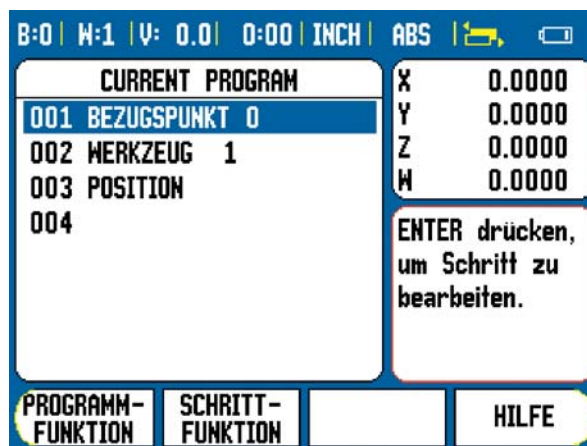 B:0 | W:1 | V: 0.0 | 0:00 | INCH | ABS
CURRENT PROGRAM
001 BEZUGSPUNKT 0
002 WERKZEUG 1
003 POSITION
004
X 0.0000
Y 0.0000
Z 0.0000
W 0.0000
ENTER drücken,
um Schritt zu
bearbeiten.
PROGRAMM-
FUNKTION
SCHRITT-
FUNKTION
HILFE